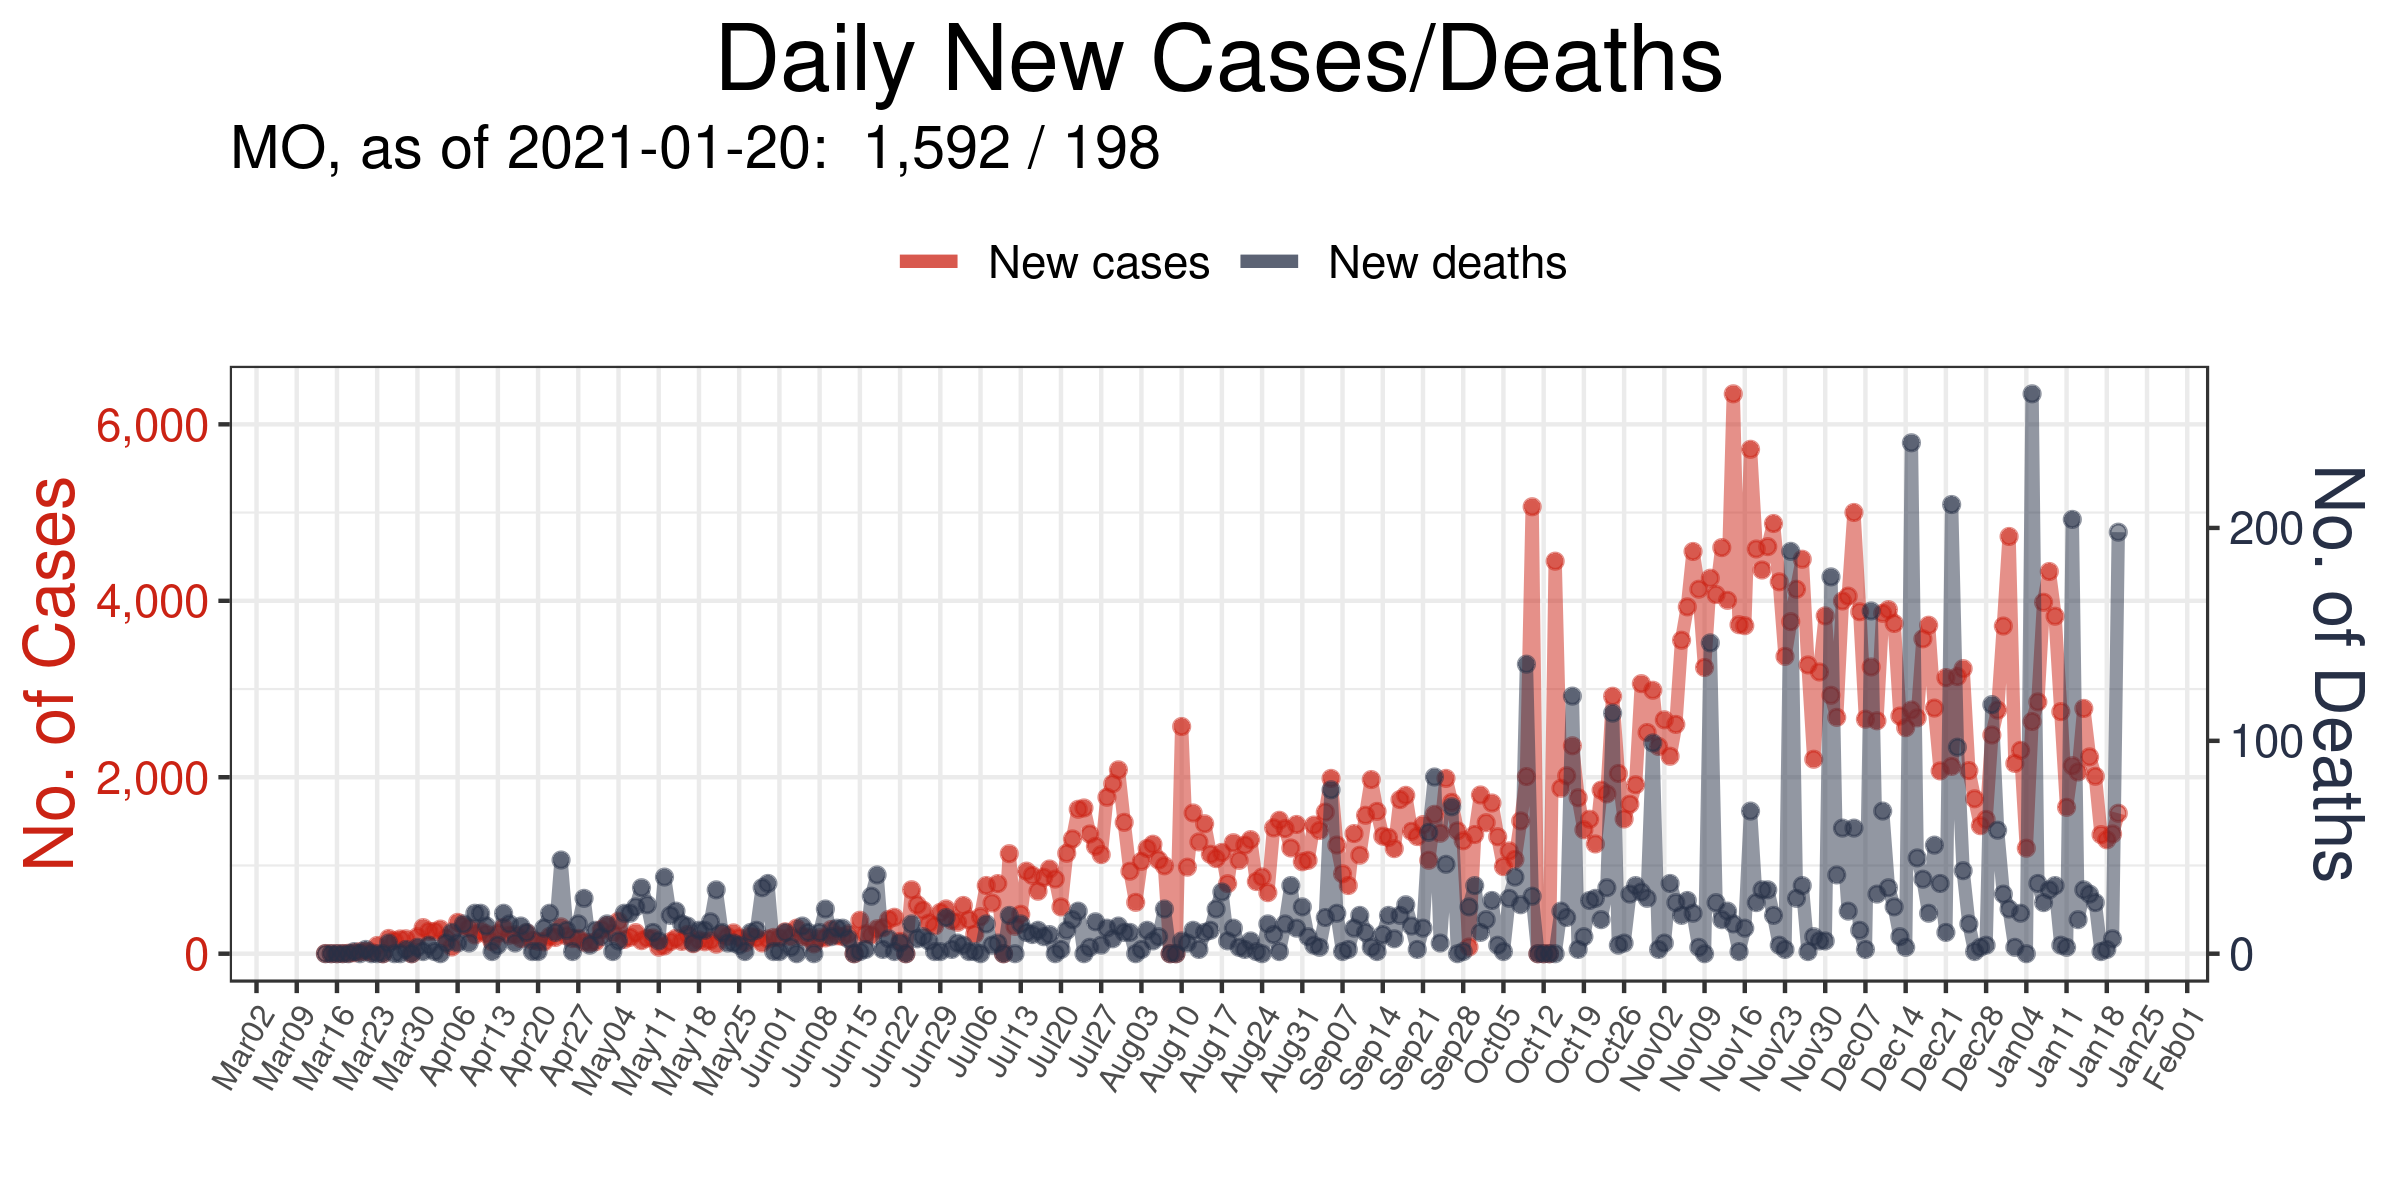 Daily New Cases/Deaths
MO, as of 2021-01-20:  1,592 / 198
New cases
New deaths
No. of Cases
6,000
4,000
2,000
0
200
100
0
No. of Deaths
Mar02
Mar09
Mar16
Mar23
Mar30
Apr06
Apr13
Apr20
Apr27
May04
May11
May18
May25
Jun01
Jun08
Jun15
Jun22
Jun29
Jul06
Jul13
Jul20
Jul27
Aug03
Aug10
Aug17
Aug24
Aug31
Sep07
Sep14
Sep21
Sep28
Oct05
Oct12
Oct19
Oct26
Nov02
Nov09
Nov16
Nov23
Nov30
Dec07
Dec14
Dec21
Dec28
Jan04
Jan11
Jan18
Jan25
Feb01